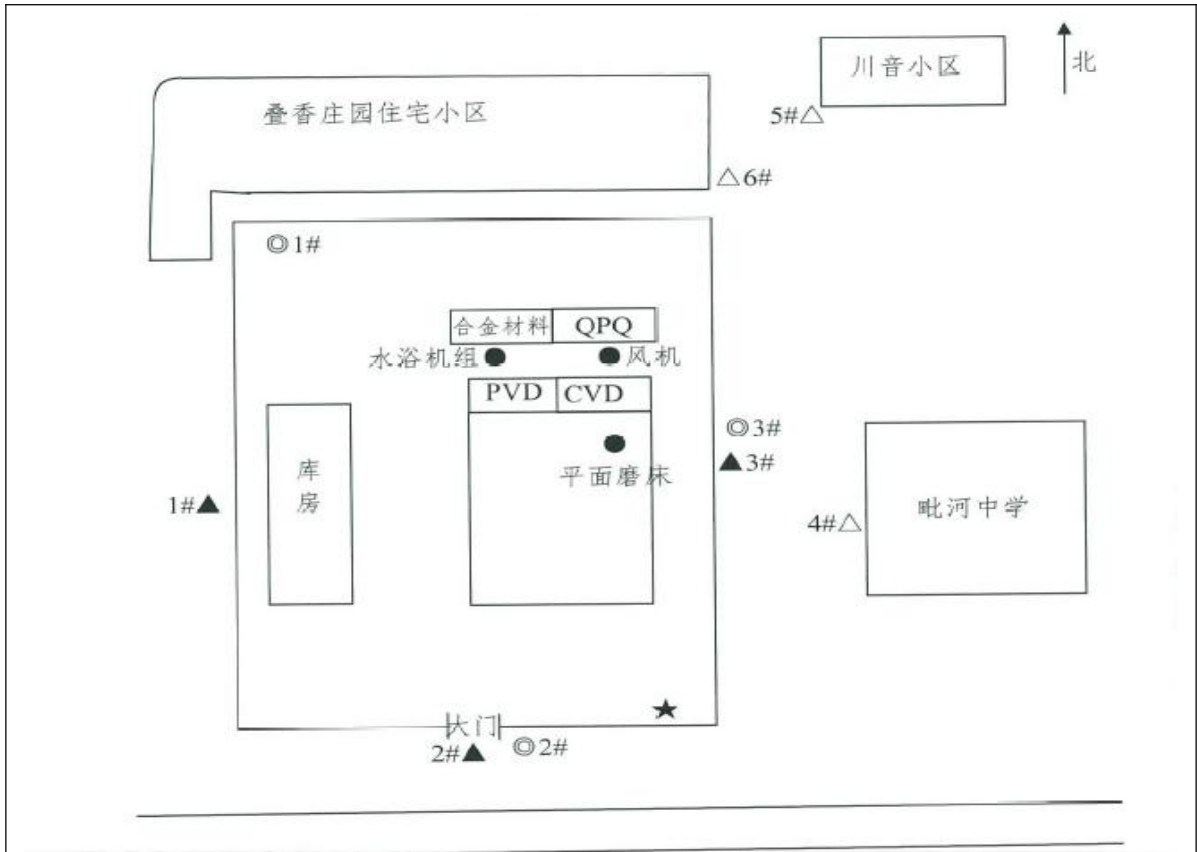 川音小区
北
叠香庄园住宅小区
5#△
△6#
◎1#
合金材料 QPQ
水浴机组 ● ● 风机
PVD CVD
◎3#
平面磨床
▲3#
库房
1#▲
4#△
毗河中学
★
大门
2#▲ ◎2#